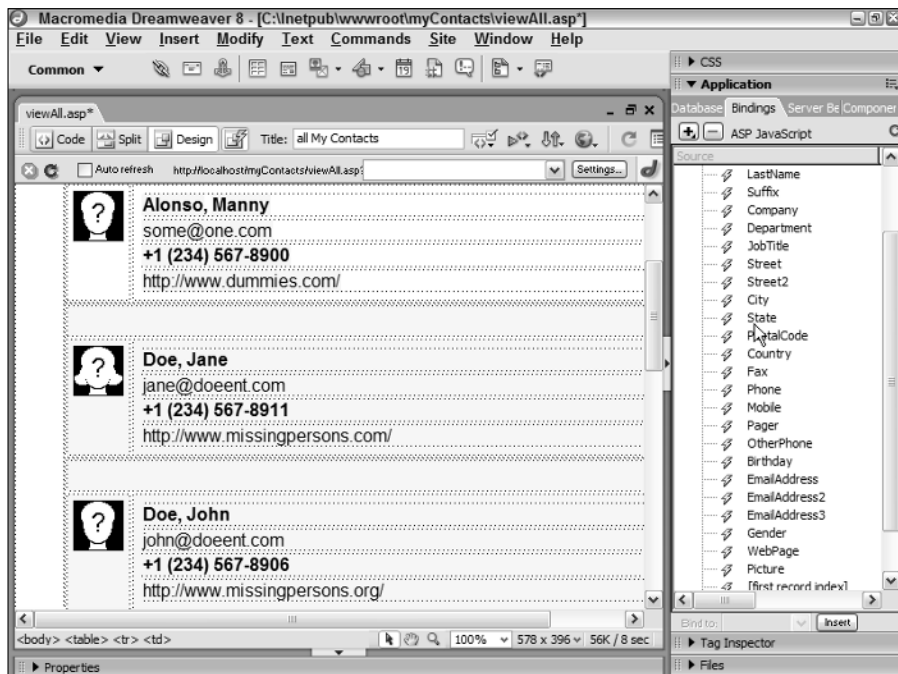 Macromedia Dreamweaver 8 - [C:\Inetpub\wwwroot\myContacts\viewAll.asp*]
File Edit View Insert Modify Text Commands Site Window Help
Common
viewAll.asp*
Code Split Design Title: all My Contacts
Auto refresh http://localhost/myContacts/viewAll.asp? Settings...
?
Alonso, Manny
some@one.com
+1 (234) 567-8900
http://www.dummies.com/
?
Doe, Jane
jane@doeent.com
+1 (234) 567-8911
http://www.missingpersons.com/
?
Doe, John
john@doeent.com
+1 (234) 567-8906
http://www.missingpersons.org/
<body> <table> <tr> <td> 100% 578 x 396 56K / 8 sec
Properties
CSS
Application
Database Bindings Server Be Componer
ASP JavaScript
Source
LastName
Suffix
Company
Department
JobTitle
Street
Street2
City
State
PostalCode
Country
Fax
Phone
Mobile
Pager
OtherPhone
Birthday
EmailAddress
EmailAddress2
EmailAddress3
Gender
WebPage
Picture
[first record index]
Bind to: Insert
Tag Inspector
Files